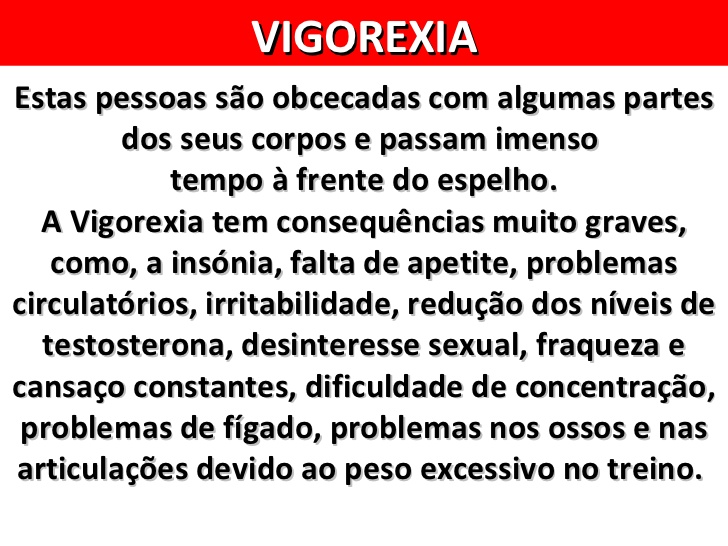 VIGOREXIA
Estas pessoas são obcecadas com algumas partes
dos seus corpos e passam imenso
tempo à frente do espelho.
A Vigorexia tem consequências muito graves,
como, a insónia, falta de apetite, problemas
circulatórios, irritabilidade, redução dos níveis de
testosterona, desinteresse sexual, fraqueza e
cansaço constantes, dificuldade de concentração,
problemas de fígado, problemas nos ossos e nas
articulações devido ao peso excessivo no treino.